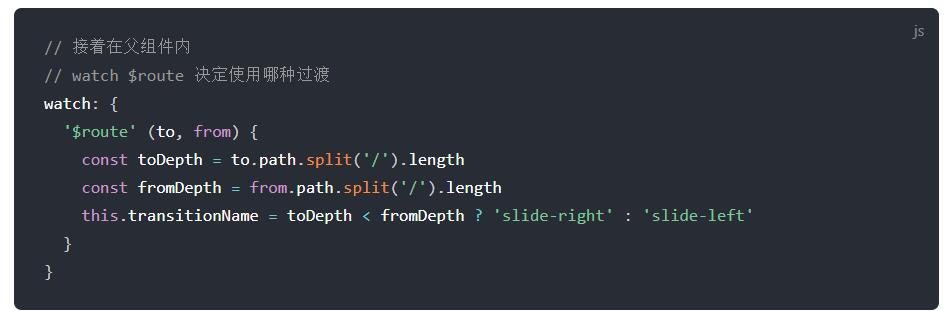 js
// 接着在父组件内
// watch $route 决定使用哪种过渡
watch: {
  '$route' (to, from) {
    const toDepth = to.path.split('/').length
    const fromDepth = from.path.split('/').length
    this.transitionName = toDepth < fromDepth ? 'slide-right' : 'slide-left'
  }
}